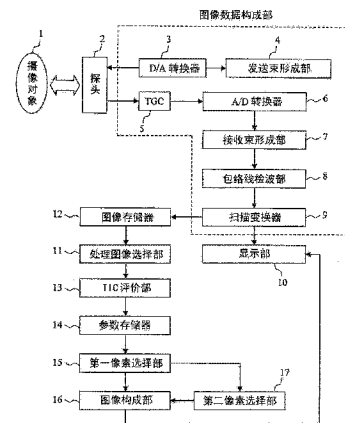 图像数据构成部
1
2
3
4
摄像对象
探头
D/A 转换器
发送束形成部
TGC
5
A/D 转换器
6
接收束形成部
7
包络线检波部
8
12
图像存储器
扫描变换器
9
11
处理图像选择部
显示部
10
13
TIC 评价部
14
参数存储器
15
第一像素选择部
17
16
图像构成部
第二像素选择部